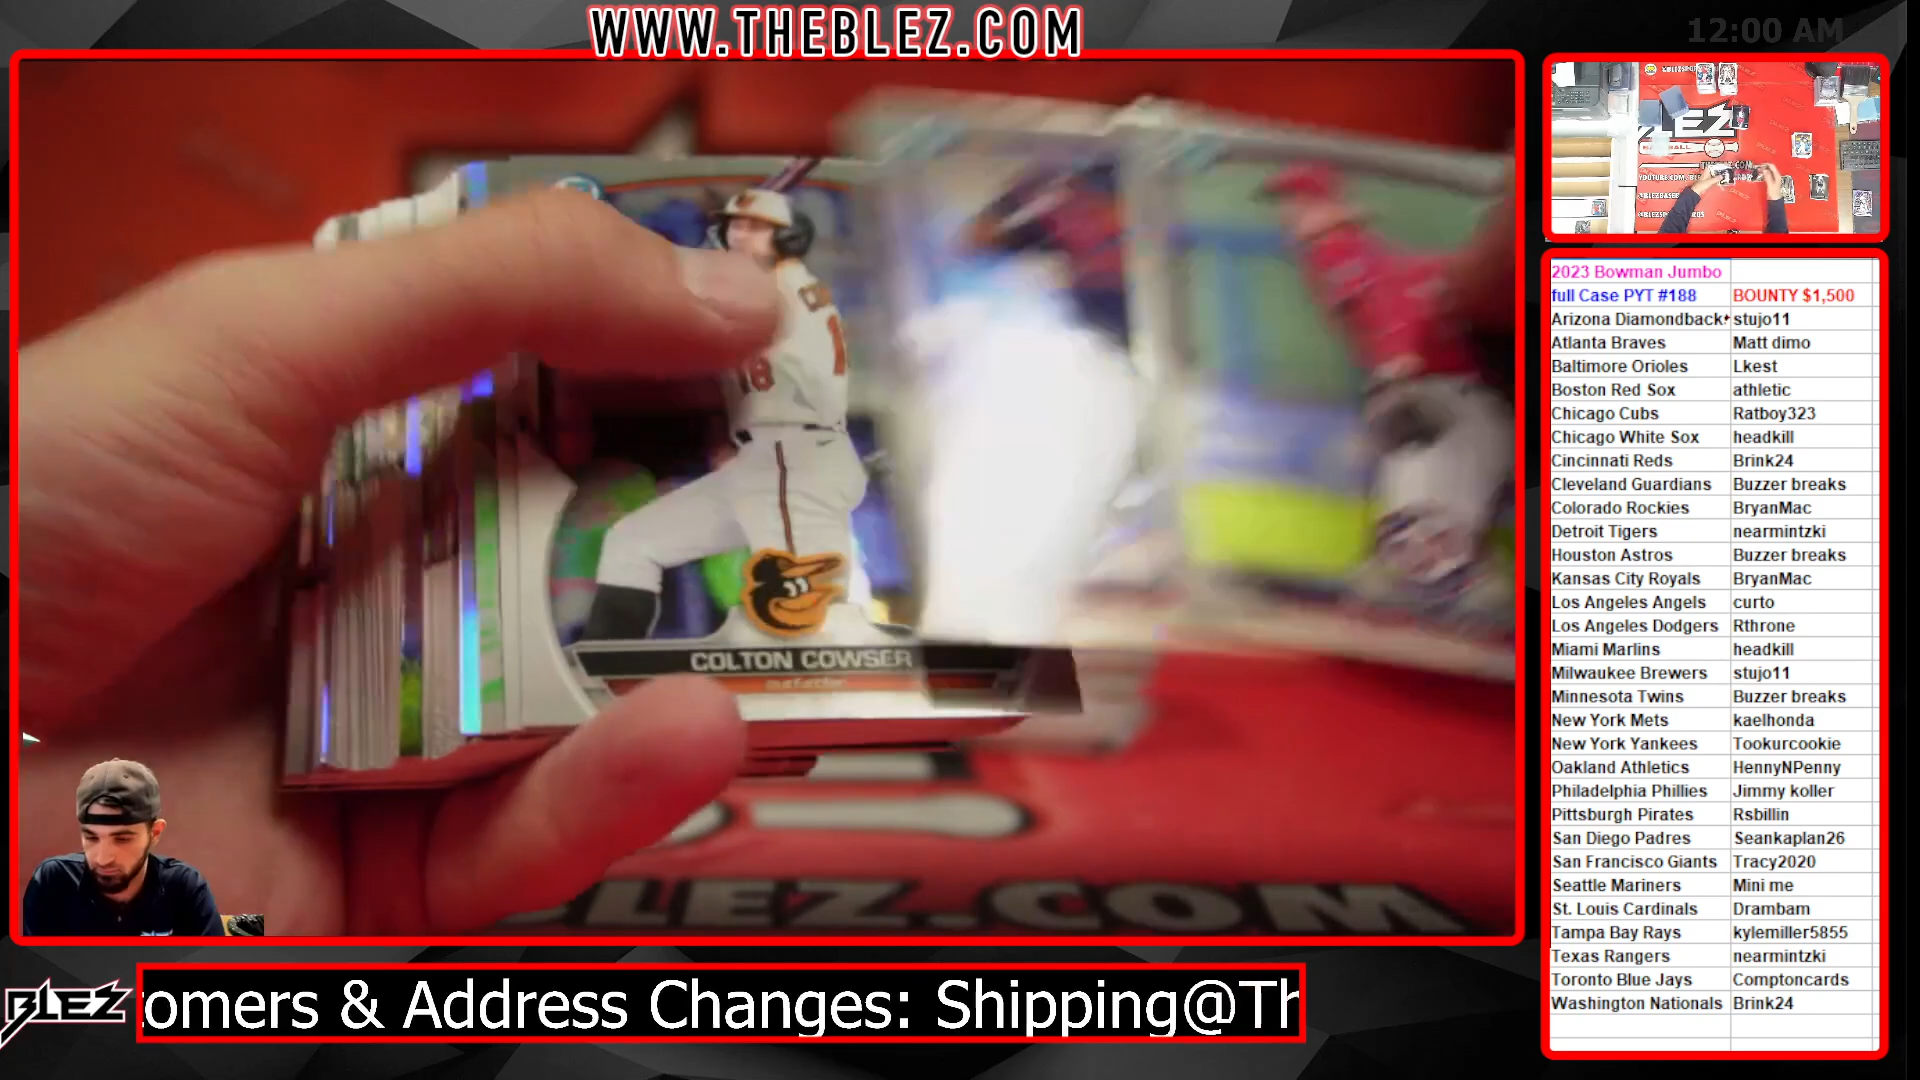 WWW.THEBLEZ.COM
12:00 AM
COLTON COWSER
LEZ.COM
BLEZ
tomers & Address Changes: Shipping@Th
2023 Bowman Jumbo
full Case PYT #188 BOUNTY $1,500
Arizona Diamondback stujo11
Atlanta Braves Matt dimo
Baltimore Orioles Lkest
Boston Red Sox athletic
Chicago Cubs Ratboy323
Chicago White Sox headkill
Cincinnati Reds Brink24
Cleveland Guardians Buzzer breaks
Colorado Rockies BryanMac
Detroit Tigers nearmintzki
Houston Astros Buzzer breaks
Kansas City Royals BryanMac
Los Angeles Angels curto
Los Angeles Dodgers Rthrone
Miami Marlins headkill
Milwaukee Brewers stujo11
Minnesota Twins Buzzer breaks
New York Mets kaelhonda
New York Yankees Tookurcookie
Oakland Athletics HennyNPenny
Philadelphia Phillies Jimmy koller
Pittsburgh Pirates Rsbillin
San Diego Padres Seankaplan26
San Francisco Giants Tracy2020
Seattle Mariners Mini me
St. Louis Cardinals Drambam
Tampa Bay Rays kylemiller5855
Texas Rangers nearmintzki
Toronto Blue Jays Comptoncards
Washington Nationals Brink24